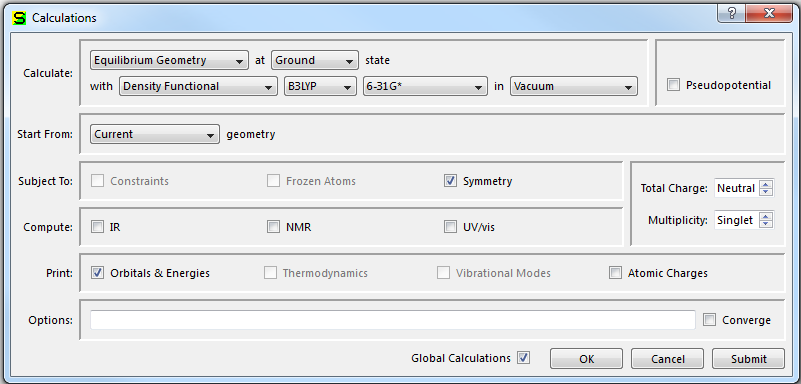 Calculations
Calculate: Equilibrium Geometry at Ground state
with Density Functional B3LYP 6-31G* in Vacuum
Pseudopotential
Start From: Current geometry
Subject To: Constraints Frozen Atoms Symmetry
Total Charge: Neutral
Multiplicity: Singlet
Compute: IR NMR UV/vis
Print: Orbitals & Energies Thermodynamics Vibrational Modes Atomic Charges
Options: Converge
Global Calculations OK Cancel Submit